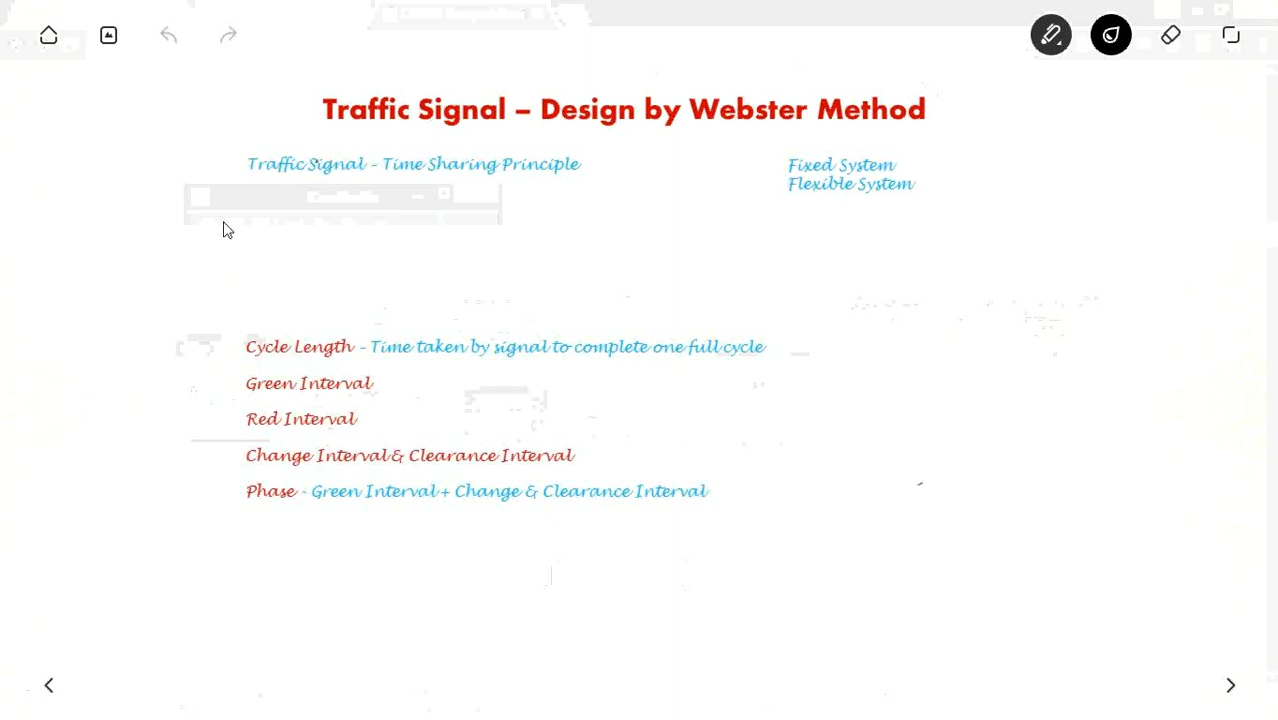 Traffic Signal – Design by Webster Method
Traffic Signal - Time Sharing Principle
Fixed System
Flexible System
Cycle Length - Time taken by signal to complete one full cycle
Green Interval
Red Interval
Change Interval & Clearance Interval
Phase - Green Interval + Change & Clearance Interval